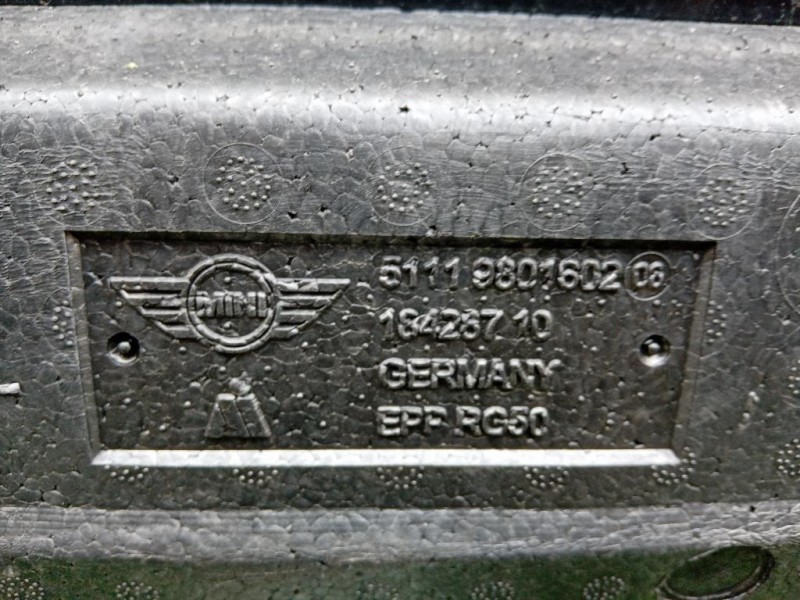 MINI
5111 9801602 06
184287 10
GERMANY
EPP RG50